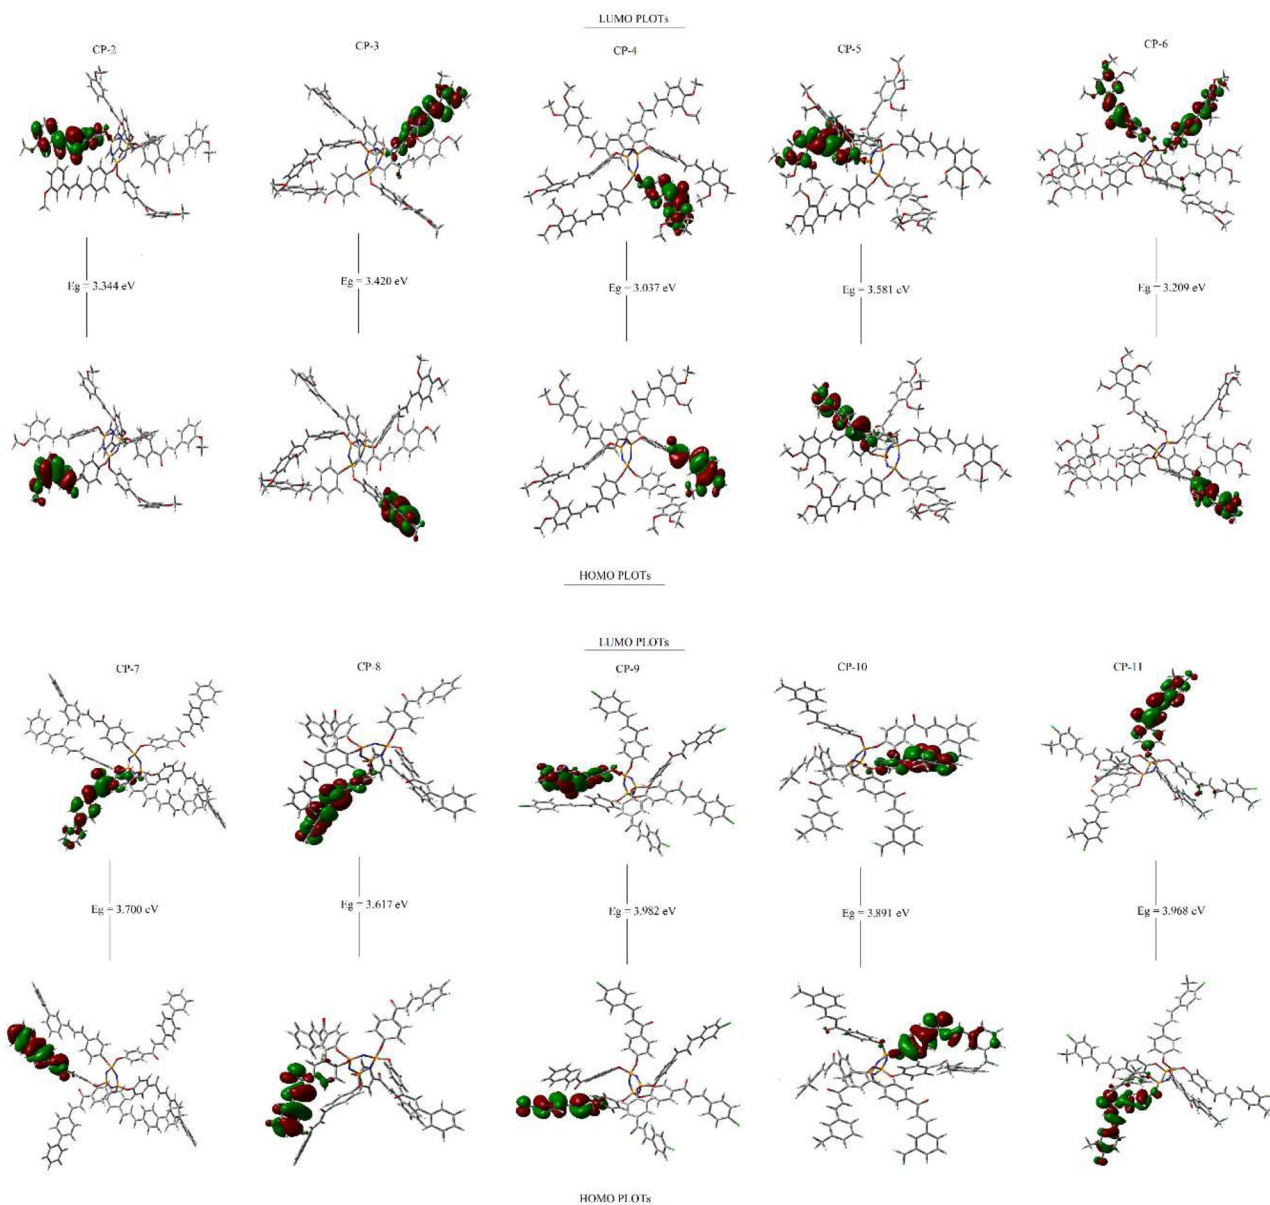 LUMO PLOTs
CP-2 CP-3 CP-4 CP-5 CP-6
Eg = 3.344 eV Eg = 3.420 eV Eg = 3.037 eV Eg = 3.581 eV Eg = 3.209 eV
HOMO PLOTs
LUMO PLOTs
CP-7 CP-8 CP-9 CP-10 CP-11
Eg = 3.700 eV Eg = 3.617 eV Eg = 3.982 eV Eg = 3.891 eV Eg = 3.968 eV
HOMO PLOTs